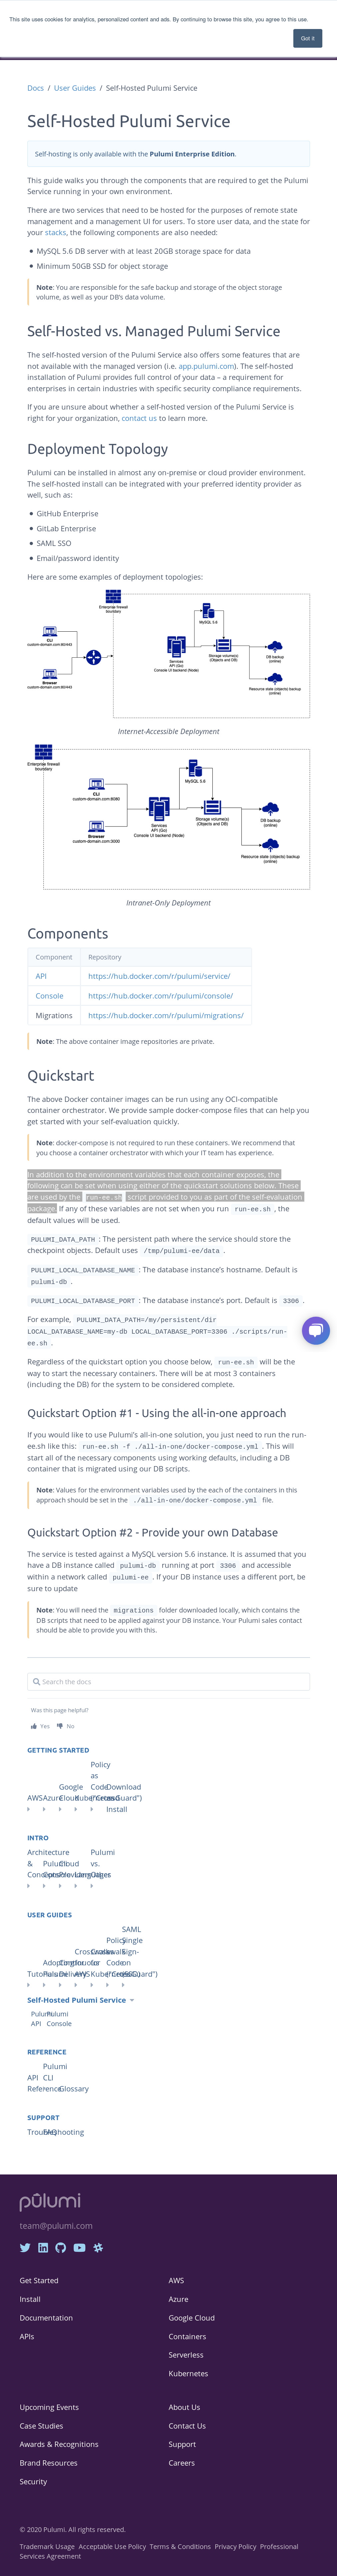 This site uses cookies for analytics, personalized content and ads. By continuing to browse this site, you agree to this use.
Got it
Docs / User Guides / Self-Hosted Pulumi Service
Self-Hosted Pulumi Service
Self-hosting is only available with the Pulumi Enterprise Edition.
This guide walks you through the components that are required to get the Pulumi
Service running in your own environment.
There are two services that need to be hosted for the purposes of remote state
management and a management UI for users. To store user data, and the state for
your stacks, the following components are also needed:
MySQL 5.6 DB server with at least 20GB storage space for data
Minimum 50GB SSD for object storage
Note: You are responsible for the safe backup and storage of the object storage
volume, as well as your DB's data volume.
Self-Hosted vs. Managed Pulumi Service
The self-hosted version of the Pulumi Service also offers some features that are
not available with the managed version (i.e. app.pulumi.com). The self-hosted
installation of Pulumi provides full control of your data – a requirement for
enterprises in certain industries with specific security compliance requirements.
If you are unsure about whether a self-hosted version of the Pulumi Service is
right for your organization, contact us to learn more.
Deployment Topology
Pulumi can be installed in almost any on-premise or cloud provider environment.
The self-hosted install can be integrated with your preferred identity provider as
well, such as:
GitHub Enterprise
GitLab Enterprise
SAML SSO
Email/password identity
Here are some examples of deployment topologies:
Enterprise firewall
boundary
MySQL 5.6
CLI
custom-domain.com:80/443
Services
API (Go)
Console UI backend (Node)
Storage volume(s)
(Objects and DB)
DB backup
(online)
Browser
custom-domain.com:80/443
Resource state (objects) backup
(online)
Internet-Accessible Deployment
Enterprise firewall
boundary
MySQL 5.6
CLI
custom-domain.com:8080
Services
API (Go)
Console UI backend (Node)
Storage volume(s)
(Objects and DB)
DB backup
(online)
Browser
custom-domain.com:3000
Resource state (objects) backup
(online)
Intranet-Only Deployment
Components
Component Repository
API https://hub.docker.com/r/pulumi/service/
Console https://hub.docker.com/r/pulumi/console/
Migrations https://hub.docker.com/r/pulumi/migrations/
Note: The above container image repositories are private.
Quickstart
The above Docker container images can be run using any OCI-compatible
container orchestrator. We provide sample docker-compose files that can help you
get started with your self-evaluation quickly.
Note: docker-compose is not required to run these containers. We recommend that
you choose a container orchestrator with which your IT team has experience.
In addition to the environment variables that each container exposes, the
following can be set when using either of the quickstart solutions below. These
are used by the run-ee.sh script provided to you as part of the self-evaluation
package. If any of these variables are not set when you run run-ee.sh , the
default values will be used.
PULUMI_DATA_PATH : The persistent path where the service should store the
checkpoint objects. Default uses /tmp/pulumi-ee/data .
PULUMI_LOCAL_DATABASE_NAME : The database instance's hostname. Default is
pulumi-db .
PULUMI_LOCAL_DATABASE_PORT : The database instance's port. Default is 3306 .
For example, PULUMI_DATA_PATH=/my/persistent/dir
LOCAL_DATABASE_NAME=my-db LOCAL_DATABASE_PORT=3306 ./scripts/run-
ee.sh .
Regardless of the quickstart option you choose below, run-ee.sh will be the
way to start the necessary containers. There will be at most 3 containers
(including the DB) for the system to be considered complete.
Quickstart Option #1 - Using the all-in-one approach
If you would like to use Pulumi's all-in-one solution, you just need to run the run-
ee.sh like this: run-ee.sh -f ./all-in-one/docker-compose.yml . This will
start all of the necessary components using working defaults, including a DB
container that is migrated using our DB scripts.
Note: Values for the environment variables used by the each of the containers in this
approach should be set in the ./all-in-one/docker-compose.yml file.
Quickstart Option #2 - Provide your own Database
The service is tested against a MySQL version 5.6 instance. It is assumed that you
have a DB instance called pulumi-db running at port 3306 and accessible
within a network called pulumi-ee . If your DB instance uses a different port, be
sure to update
Note: You will need the migrations folder downloaded locally, which contains the
DB scripts that need to be applied against your DB instance. Your Pulumi sales contact
should be able to provide you with this.
Search the docs
Was this page helpful?
Yes No
GETTING STARTED
AWS
Azure
Google
Cloud
Kubernetes
Policy
as
Code
("CrossGuard")
Download
and
Install
INTRO
Architecture
&
Concepts
Pulumi
Console
Cloud
Providers
Languages
Pulumi
vs.
Other
USER GUIDES
Tutorials
Adopting
Pulumi
Continuous
Delivery
Crosswalk
for
AWS
Crosswalk
for
Kubernetes
Policy
as
Code
("CrossGuard")
SAML
Single
Sign-
on
(SSO)
Self-Hosted Pulumi Service
Pulumi
API
Pulumi
Console
REFERENCE
API
Reference
Pulumi
CLI
Glossary
SUPPORT
Troubleshooting
FAQ
pulumi
team@pulumi.com
Get Started
Install
Documentation
APIs
AWS
Azure
Google Cloud
Containers
Serverless
Kubernetes
Upcoming Events
Case Studies
Awards & Recognitions
Brand Resources
Security
About Us
Contact Us
Support
Careers
© 2020 Pulumi. All rights reserved.
Trademark Usage Acceptable Use Policy Terms & Conditions Privacy Policy Professional
Services Agreement